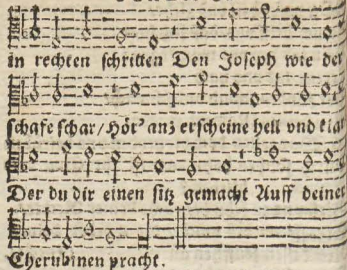 in rechten schritten Den Joseph wie der
schafe schar/Hör' anz erscheine hell vnd klar
Der du dir einen sitz gemacht Auff deiner
Cherubinen pracht.